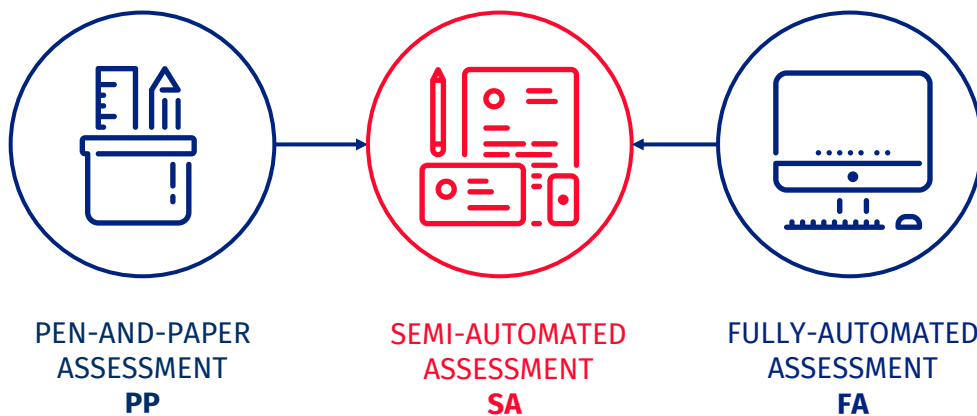 PEN-AND-PAPER
ASSESSMENT
PP
SEMI-AUTOMATED
ASSESSMENT
SA
FULLY-AUTOMATED
ASSESSMENT
FA